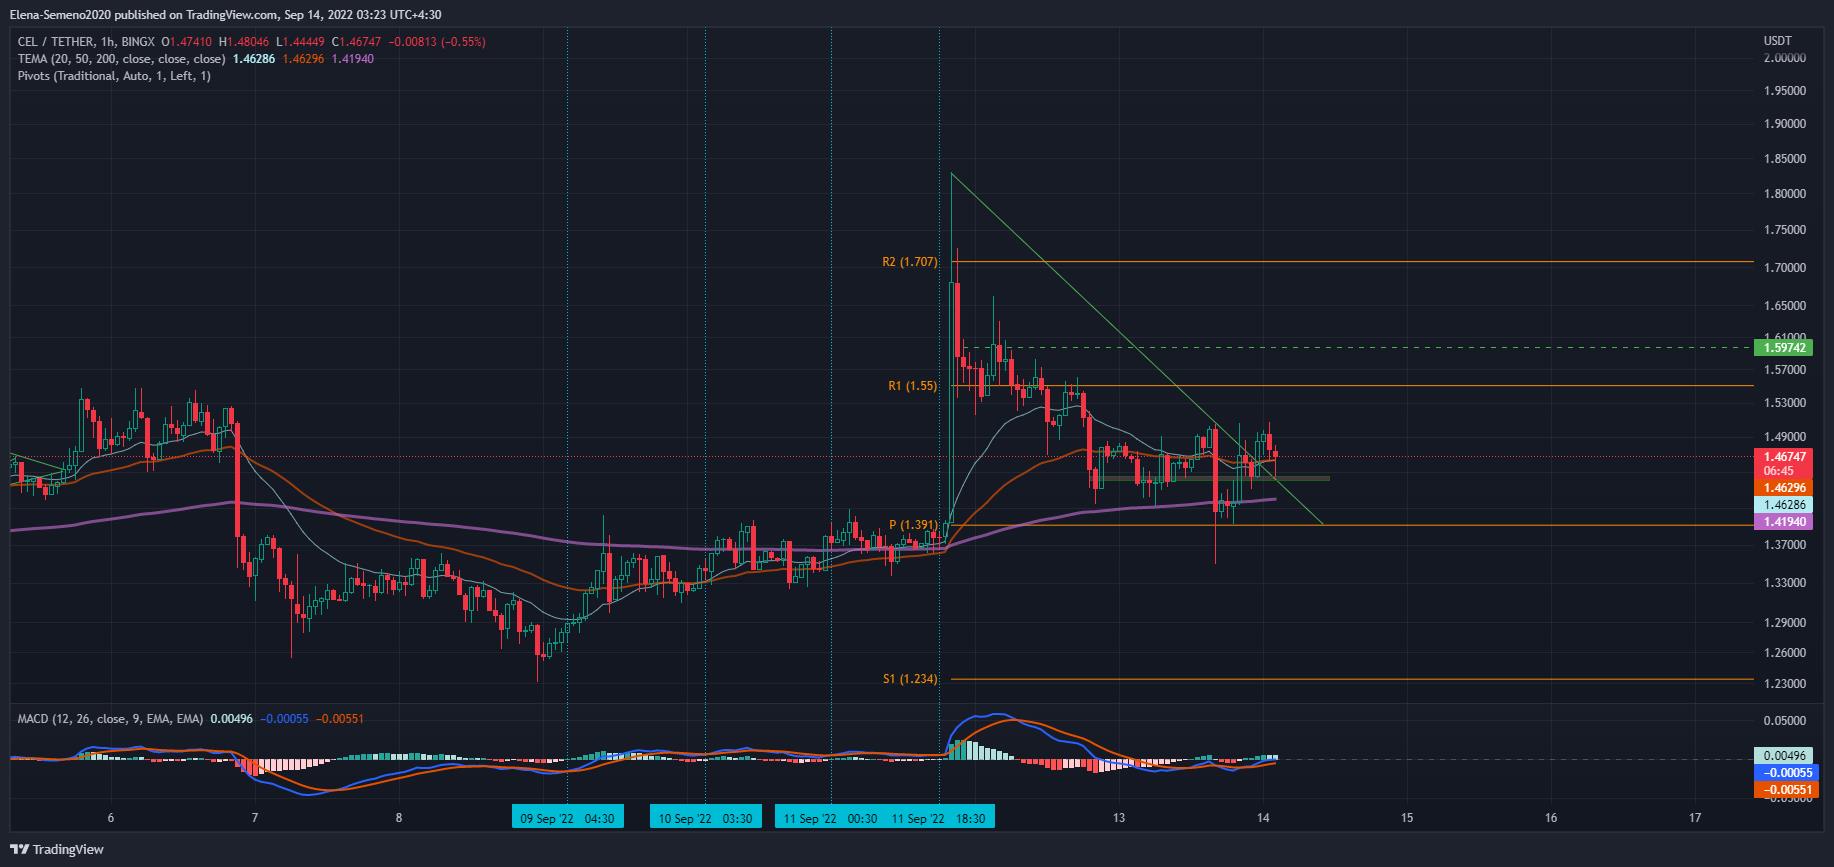 Elena-Semeno2020 published on TradingView.com, Sep 14, 2022 03:23 UTC+4:30
CEL / TETHER, 1h, BINGX O1.47410 H1.48046 L1.44449 C1.46747 −0.00813 (−0.55%)
TEMA (20, 50, 200, close, close, close) 1.46286 1.46296 1.41940
Pivots (Traditional, Auto, 1, Left, 1)
USDT
2.00000
1.95000
1.90000
1.85000
1.80000
1.75000
R2 (1.707)
1.70000
1.65000
1.61000
1.59742
1.57000
R1 (1.55)
1.53000
1.49000
1.46747
06:45
1.46296
1.46286
1.41940
P (1.391)
1.37000
1.33000
1.29000
1.26000
S1 (1.234)
1.23000
MACD (12, 26, close, 9, EMA, EMA) 0.00496 −0.00055 −0.00551
0.05000
0.00496
−0.00055
−0.00551
−0.05000
6 7 8 09 Sep '22 04:30 10 Sep '22 03:30 11 Sep '22 00:30 11 Sep '22 18:30 13 14 15 16 17
TradingView